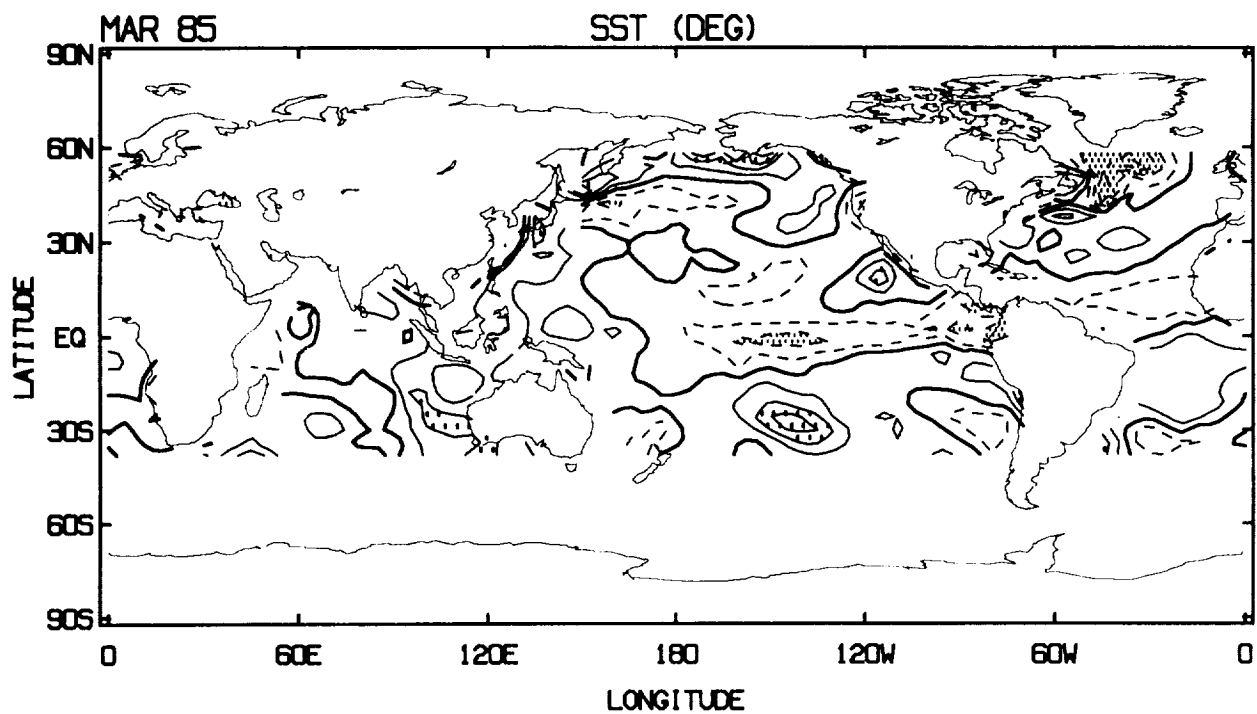 MAR 85 SST (DEG)
90N
60N
30N
EQ
30S
60S
90S
LATITUDE
0 60E 120E 180 120W 60W 0
LONGITUDE